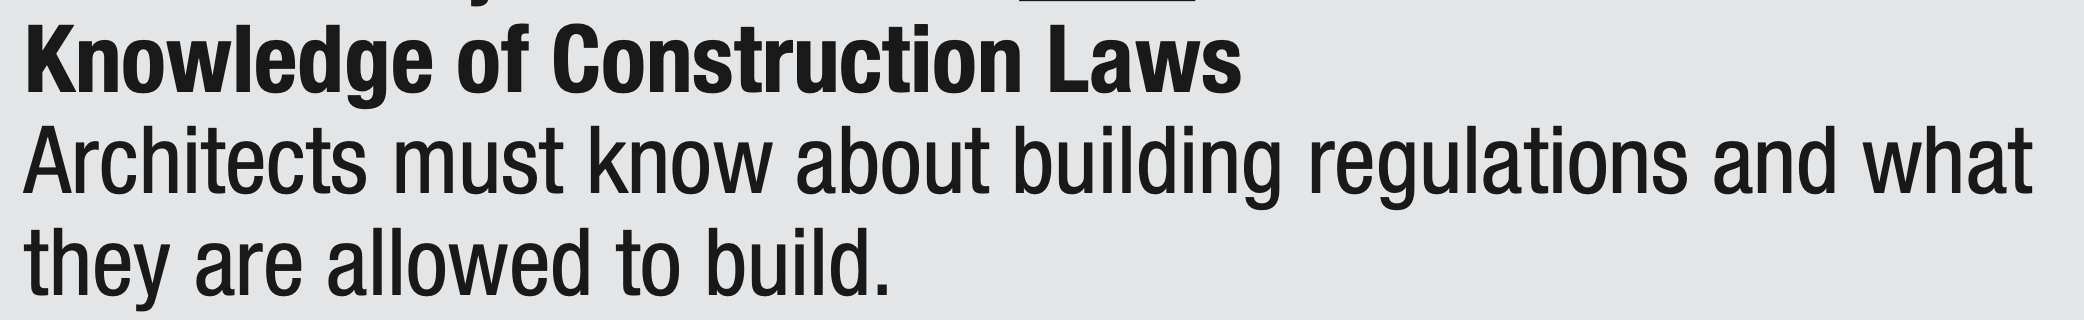 Knowledge of Construction Laws
Architects must know about building regulations and what
they are allowed to build.